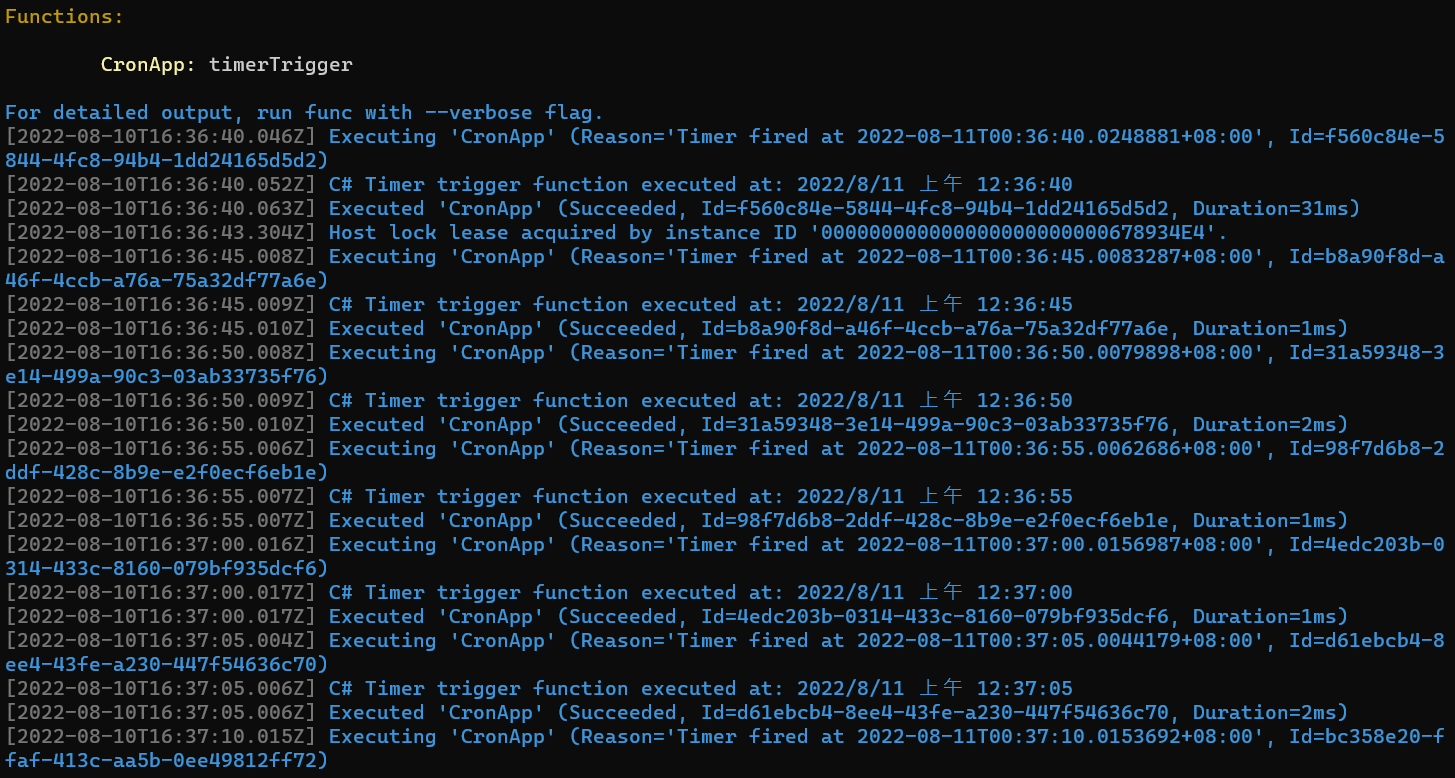 Functions:
CronApp: timerTrigger
For detailed output, run func with --verbose flag.
[2022-08-10T16:36:40.046Z] Executing 'CronApp' (Reason='Timer fired at 2022-08-11T00:36:40.0248881+08:00', Id=f560c84e-5
844-4fc8-94b4-1dd24165d5d2)
[2022-08-10T16:36:40.052Z] C# Timer trigger function executed at: 2022/8/11 上午 12:36:40
[2022-08-10T16:36:40.063Z] Executed 'CronApp' (Succeeded, Id=f560c84e-5844-4fc8-94b4-1dd24165d5d2, Duration=31ms)
[2022-08-10T16:36:43.304Z] Host lock lease acquired by instance ID '000000000000000000000000678934E4'.
[2022-08-10T16:36:45.008Z] Executing 'CronApp' (Reason='Timer fired at 2022-08-11T00:36:45.0083287+08:00', Id=b8a90f8d-a
46f-4ccb-a76a-75a32df77a6e)
[2022-08-10T16:36:45.009Z] C# Timer trigger function executed at: 2022/8/11 上午 12:36:45
[2022-08-10T16:36:45.010Z] Executed 'CronApp' (Succeeded, Id=b8a90f8d-a46f-4ccb-a76a-75a32df77a6e, Duration=1ms)
[2022-08-10T16:36:50.008Z] Executing 'CronApp' (Reason='Timer fired at 2022-08-11T00:36:50.0079898+08:00', Id=31a59348-3
e14-499a-90c3-03ab33735f76)
[2022-08-10T16:36:50.009Z] C# Timer trigger function executed at: 2022/8/11 上午 12:36:50
[2022-08-10T16:36:50.010Z] Executed 'CronApp' (Succeeded, Id=31a59348-3e14-499a-90c3-03ab33735f76, Duration=2ms)
[2022-08-10T16:36:55.006Z] Executing 'CronApp' (Reason='Timer fired at 2022-08-11T00:36:55.0062686+08:00', Id=98f7d6b8-2
ddf-428c-8b9e-e2f0ecf6eb1e)
[2022-08-10T16:36:55.007Z] C# Timer trigger function executed at: 2022/8/11 上午 12:36:55
[2022-08-10T16:36:55.007Z] Executed 'CronApp' (Succeeded, Id=98f7d6b8-2ddf-428c-8b9e-e2f0ecf6eb1e, Duration=1ms)
[2022-08-10T16:37:00.016Z] Executing 'CronApp' (Reason='Timer fired at 2022-08-11T00:37:00.0156987+08:00', Id=4edc203b-0
314-433c-8160-079bf935dcf6)
[2022-08-10T16:37:00.017Z] C# Timer trigger function executed at: 2022/8/11 上午 12:37:00
[2022-08-10T16:37:00.017Z] Executed 'CronApp' (Succeeded, Id=4edc203b-0314-433c-8160-079bf935dcf6, Duration=1ms)
[2022-08-10T16:37:05.004Z] Executing 'CronApp' (Reason='Timer fired at 2022-08-11T00:37:05.0044179+08:00', Id=d61ebcb4-8
ee4-43fe-a230-447f54636c70)
[2022-08-10T16:37:05.006Z] C# Timer trigger function executed at: 2022/8/11 上午 12:37:05
[2022-08-10T16:37:05.006Z] Executed 'CronApp' (Succeeded, Id=d61ebcb4-8ee4-43fe-a230-447f54636c70, Duration=2ms)
[2022-08-10T16:37:10.015Z] Executing 'CronApp' (Reason='Timer fired at 2022-08-11T00:37:10.0153692+08:00', Id=bc358e20-f
faf-413c-aa5b-0ee49812ff72)